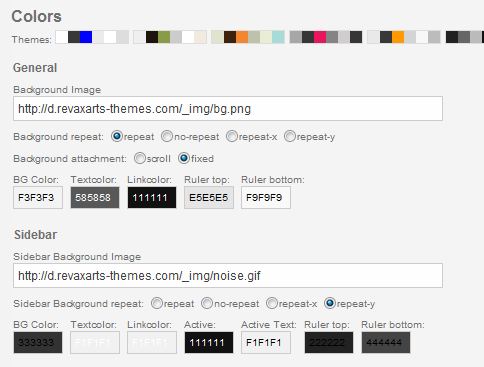 Colors
Themes:
General
Background Image
http://d.revaxarts-themes.com/_img/bg.png
Background repeat: repeat no-repeat repeat-x repeat-y
Background attachment: scroll fixed
BG Color: Textcolor: Linkcolor: Ruler top: Ruler bottom:
F3F3F3 585858 111111 E5E5E5 F9F9F9
Sidebar
Sidebar Background Image
http://d.revaxarts-themes.com/_img/noise.gif
Sidebar Background repeat: repeat no-repeat repeat-x repeat-y
BG Color: Textcolor: Linkcolor: Active: Active Text: Ruler top: Ruler bottom:
333333 F1F1F1 F1F1F1 111111 F1F1F1 222222 444444